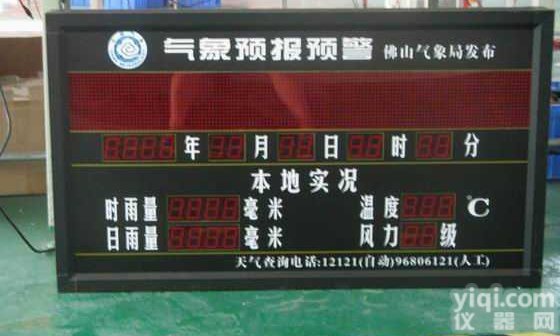 气象预报预警 佛山气象局发布
年 月 日 时 分
本地实况
时雨量 毫米 温度 ℃
日雨量 毫米 风力 级
天气查询电话:12121(自动)96806121(人工)
yiqi.com
仪器网